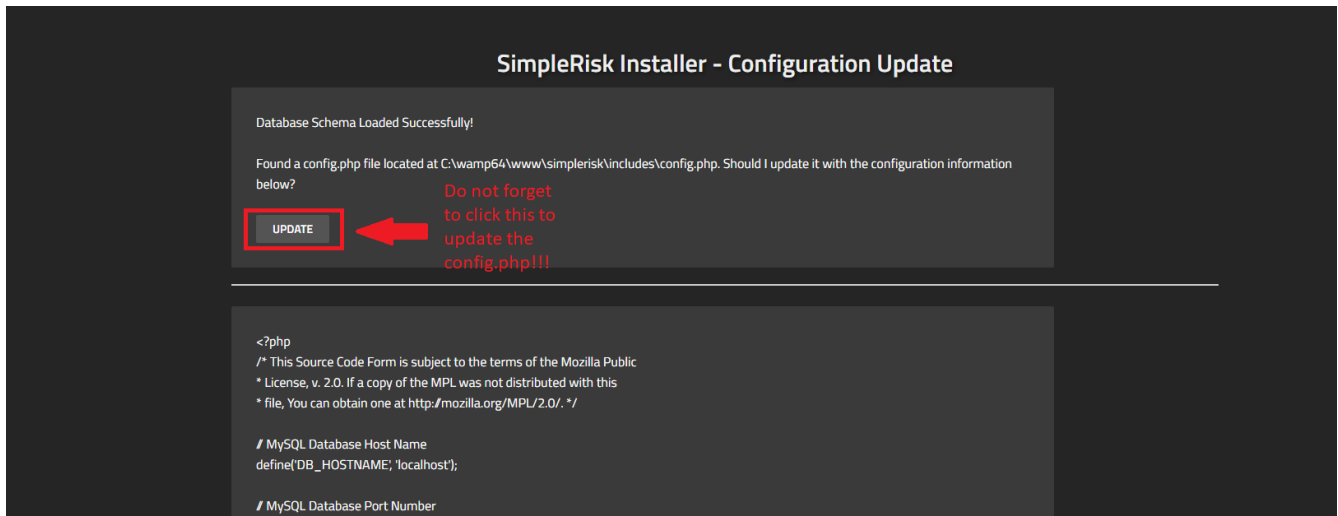 SimpleRisk Installer - Configuration Update
Database Schema Loaded Successfully!
Found a config.php file located at C:\wamp64\www\simplerisk\includes\config.php. Should I update it with the configuration information
below?
UPDATE
Do not forget
to click this to
update the
config.php!!!
<?php
/* This Source Code Form is subject to the terms of the Mozilla Public
* License, v. 2.0. If a copy of the MPL was not distributed with this
* file, You can obtain one at http://mozilla.org/MPL/2.0/. */
// MySQL Database Host Name
define('DB_HOSTNAME', 'localhost');
// MySQL Database Port Number